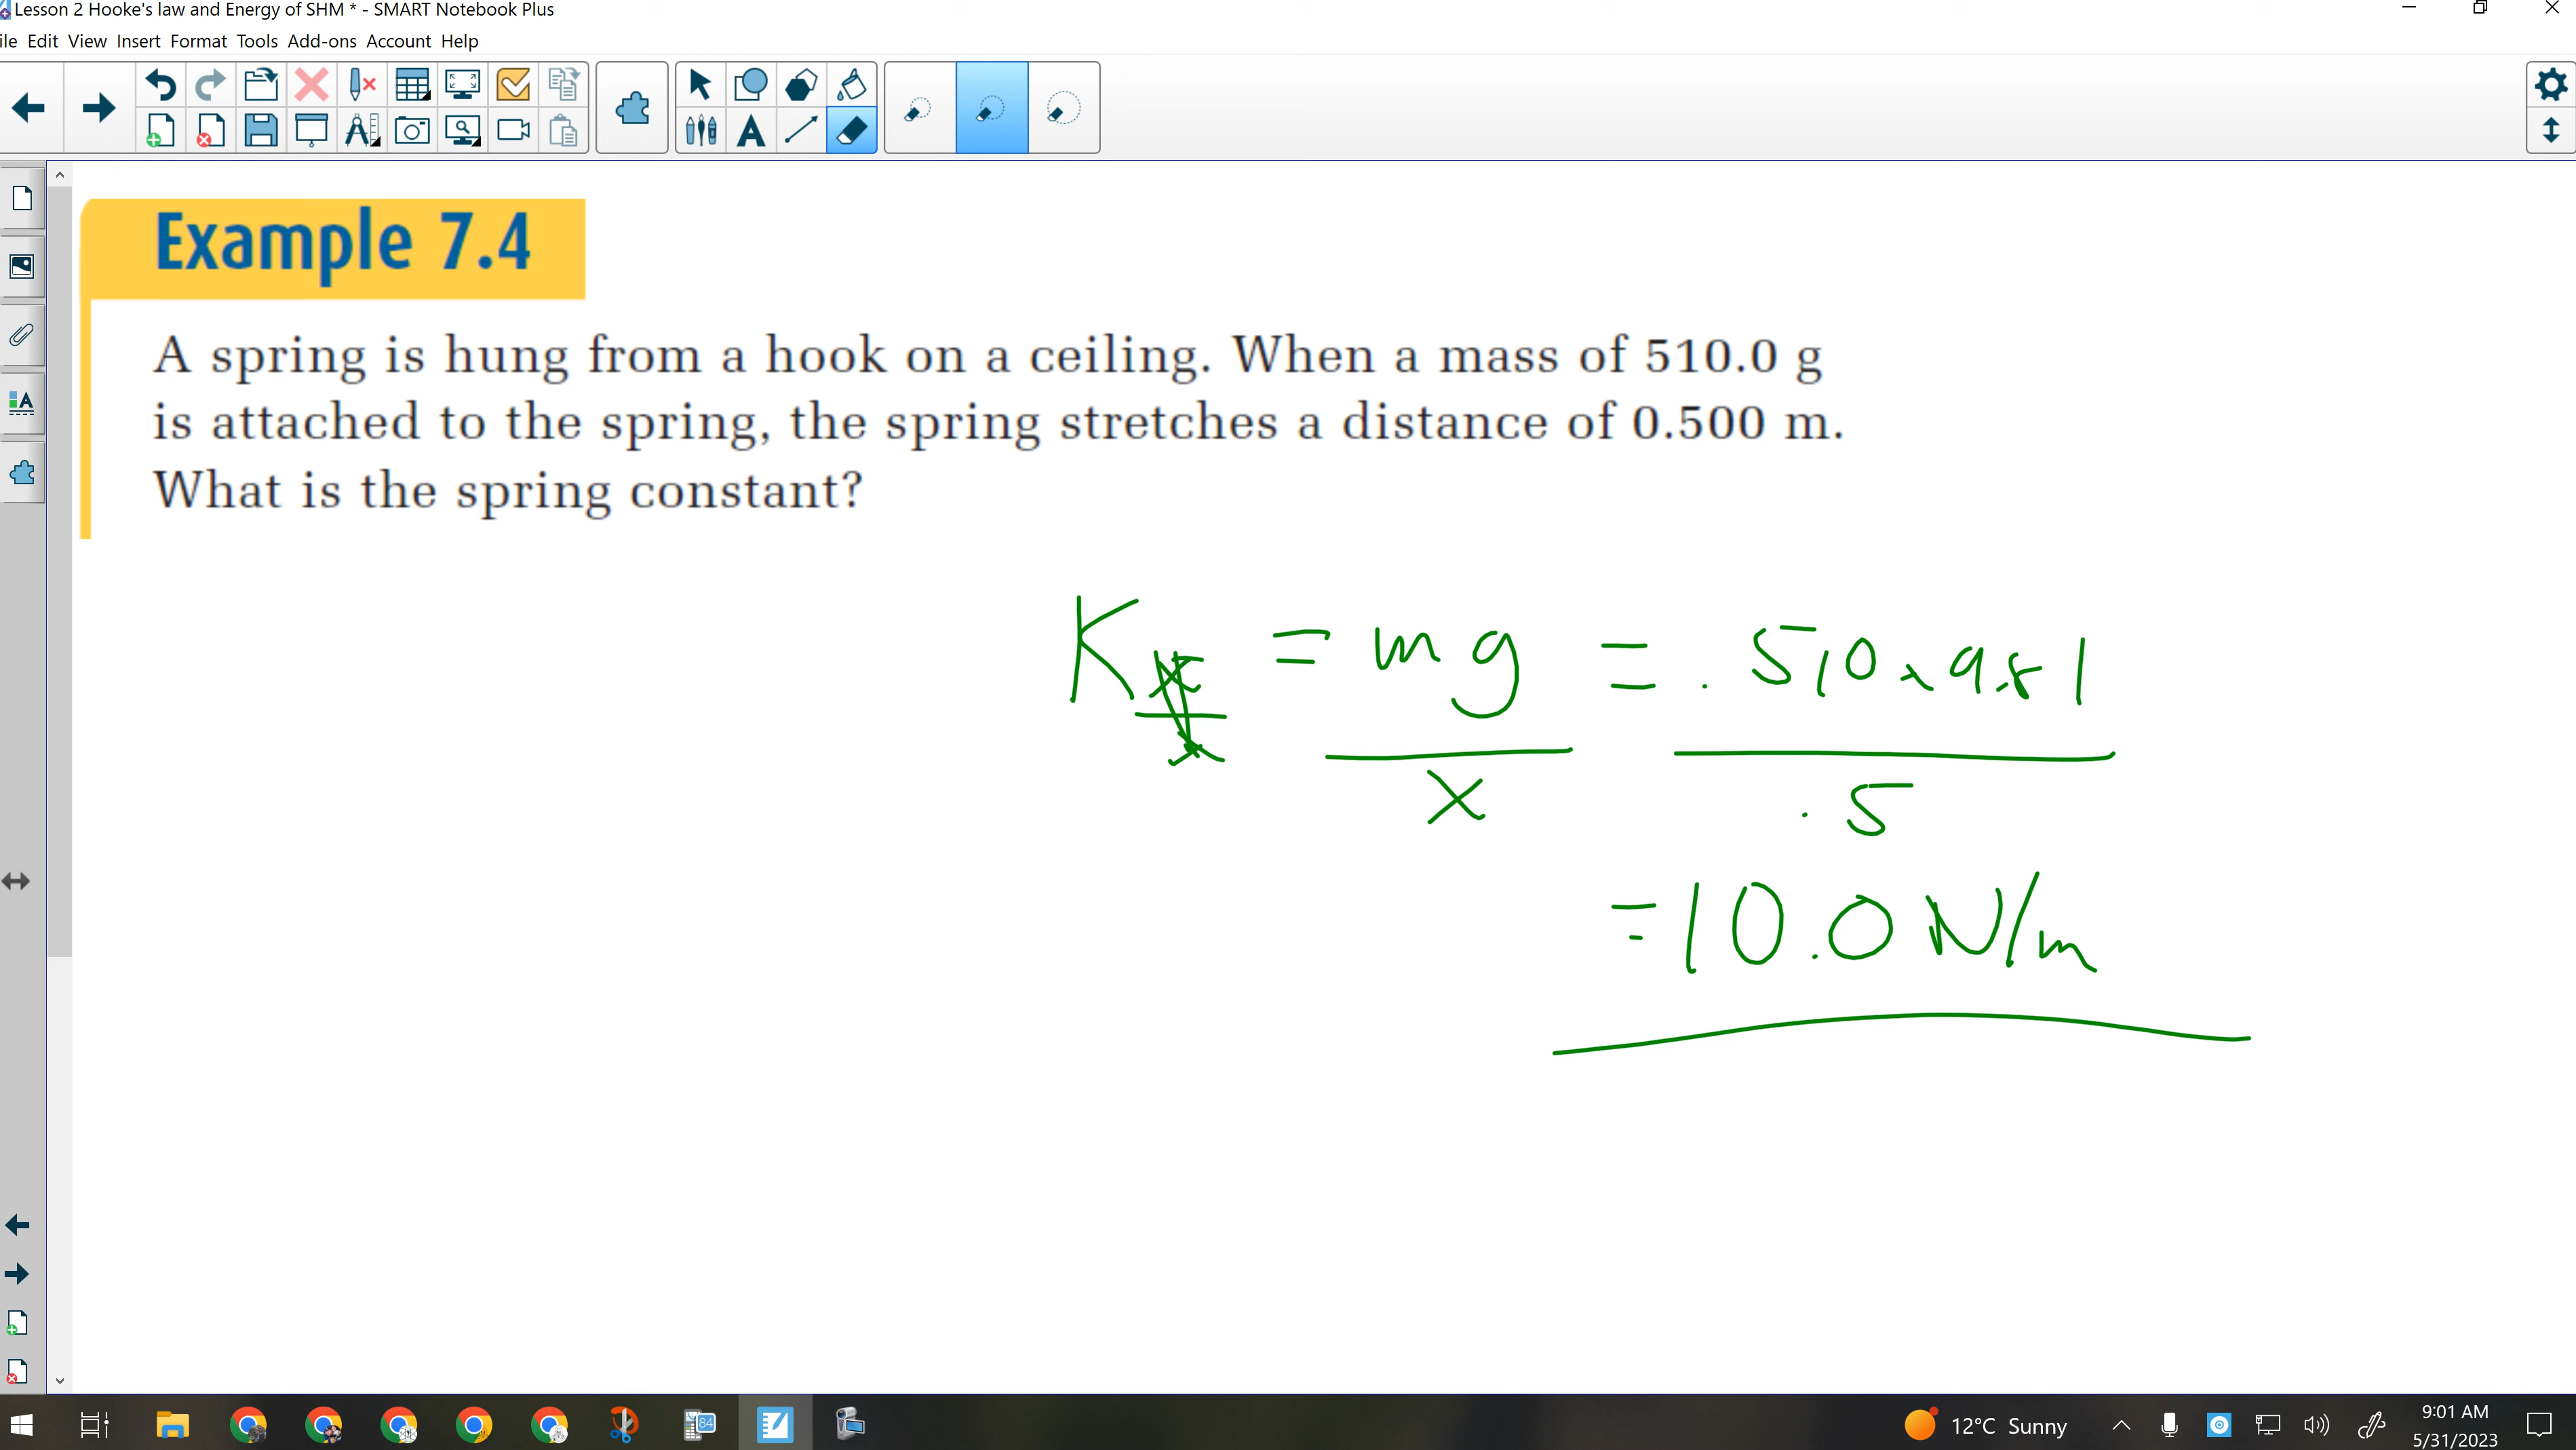 Lesson 2 Hooke's law and Energy of SHM * - SMART Notebook Plus
ile Edit View Insert Format Tools Add-ons Account Help
Example 7.4
A spring is hung from a hook on a ceiling. When a mass of 510.0 g
is attached to the spring, the spring stretches a distance of 0.500 m.
What is the spring constant?
K = mg = .510 x 9.81
x x .5
= 10.0 N/m
84
12°C Sunny
9:01 AM
5/31/2023